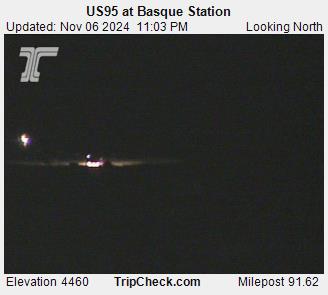 US95 at Basque Station
Updated: Nov 06 2024 11:03 PM Looking North
Elevation 4460 TripCheck.com Milepost 91.62